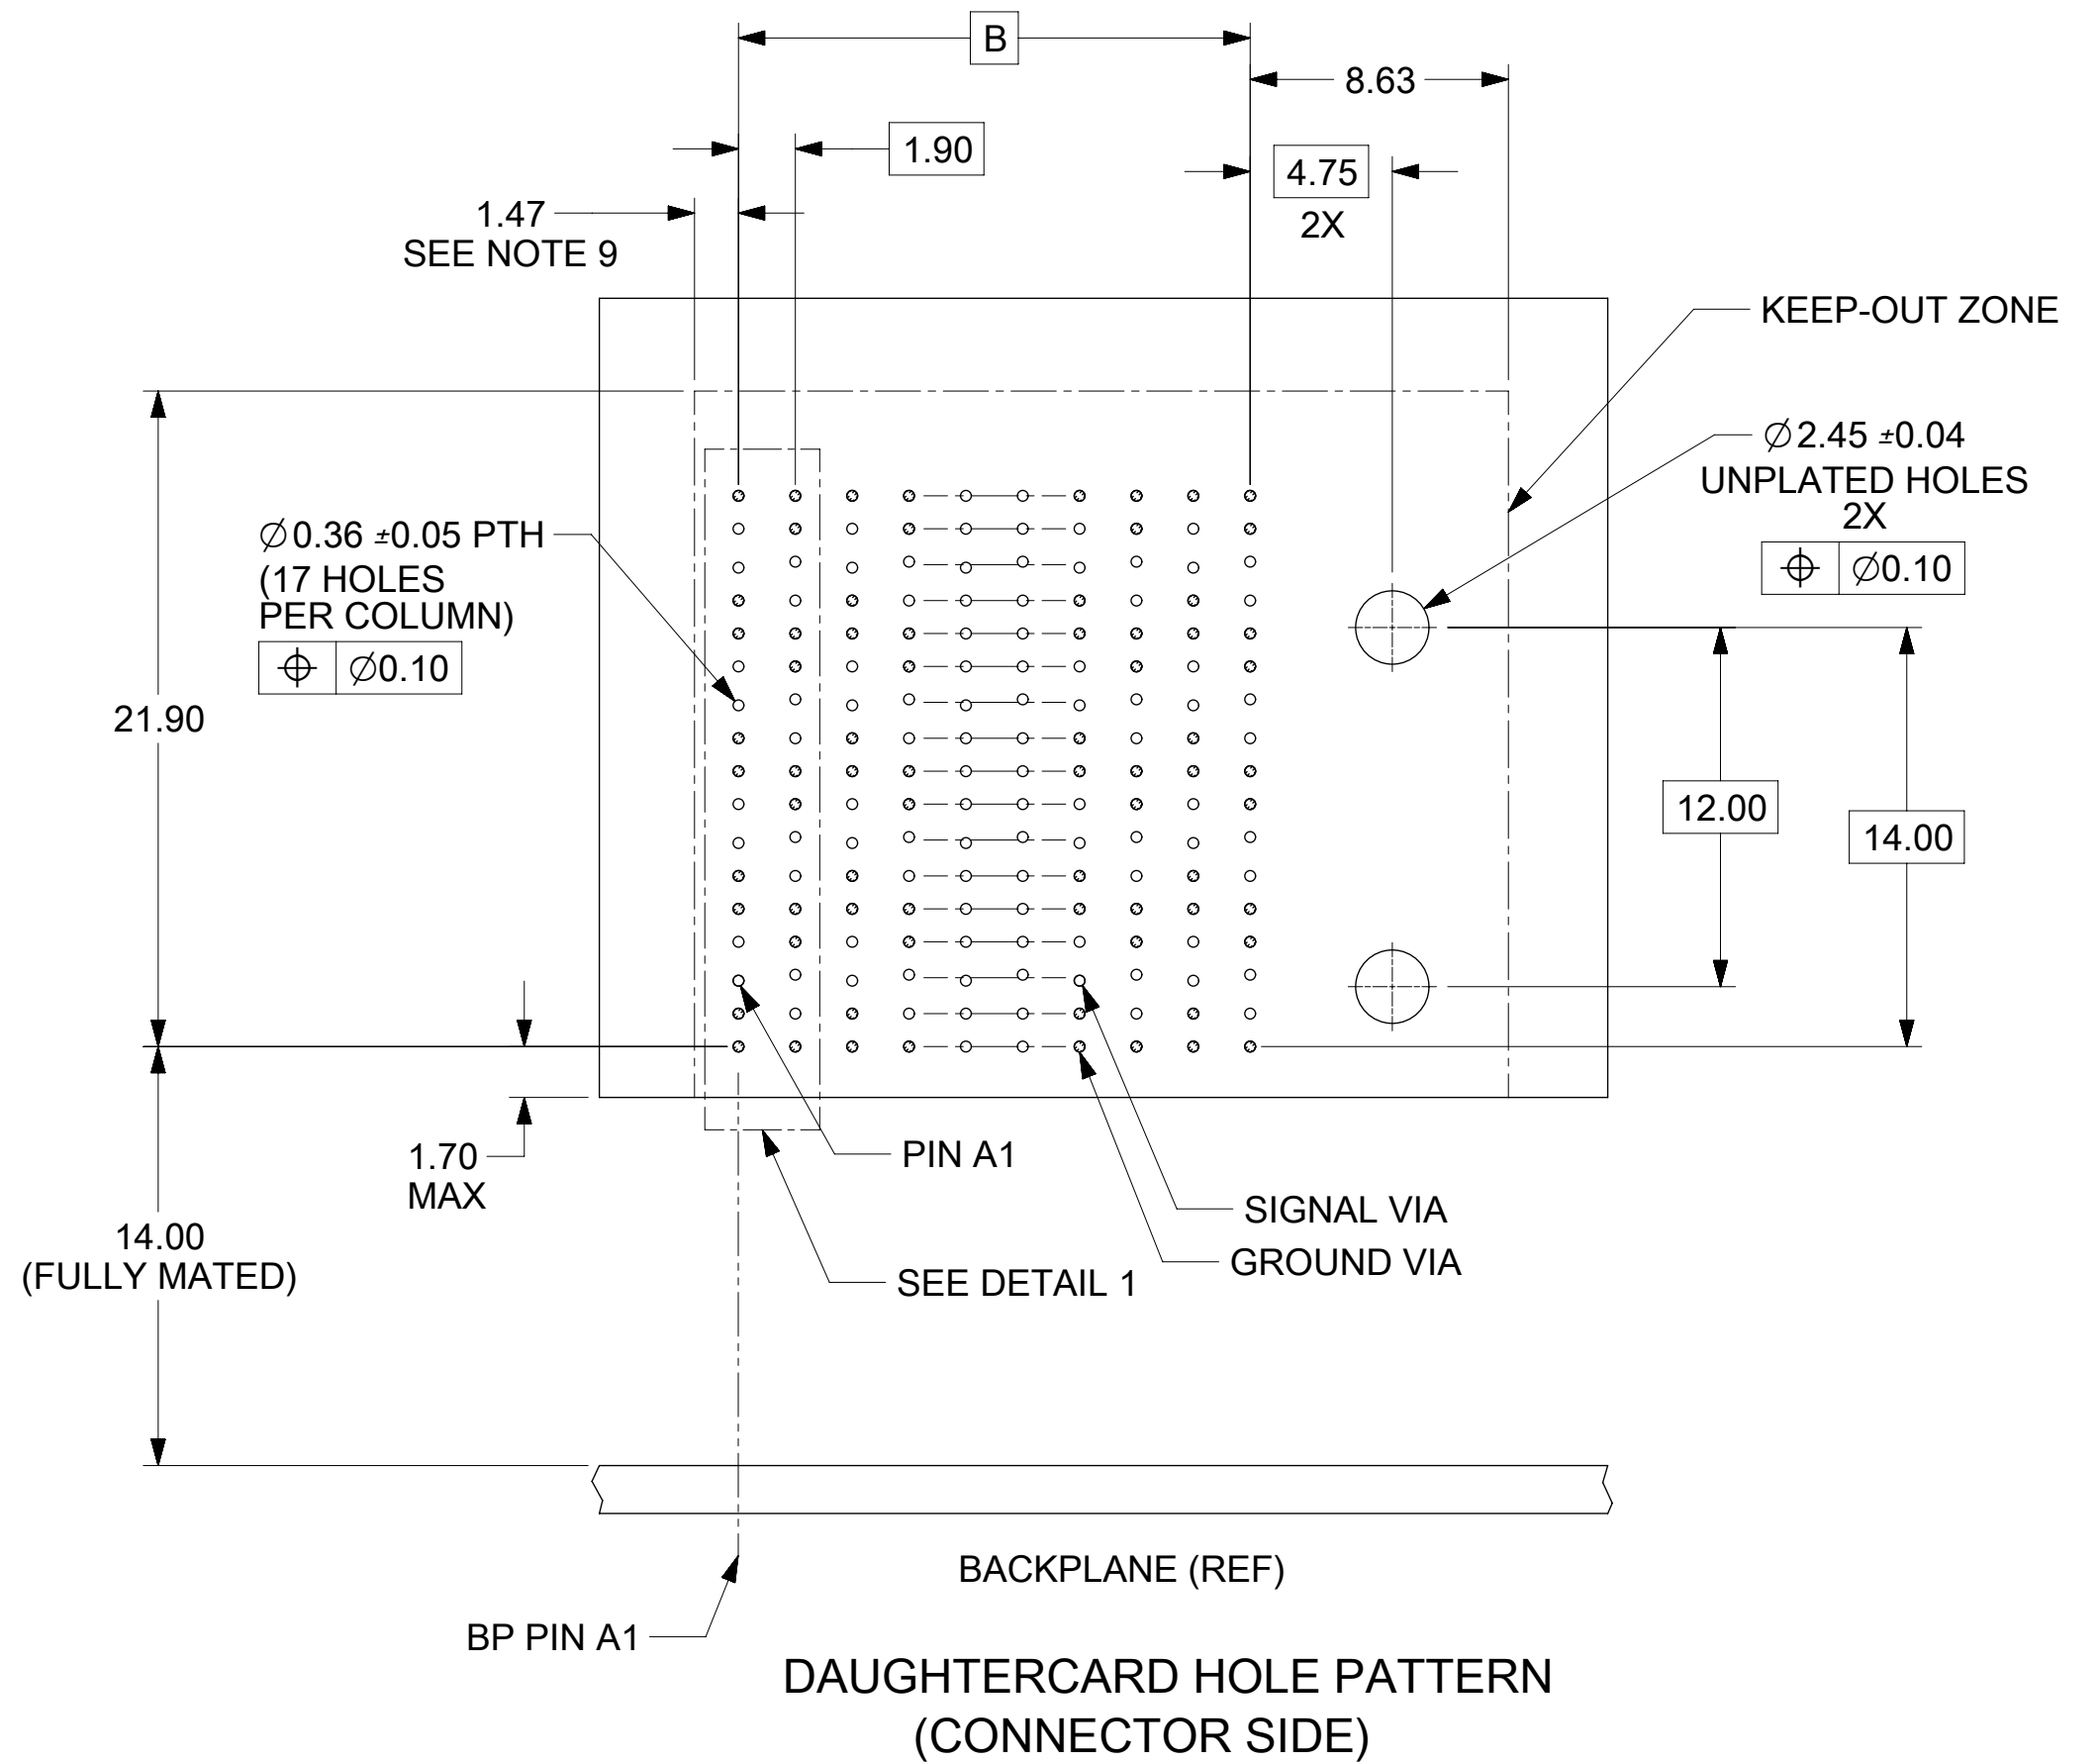 B
8.63
1.90
4.75
2X
1.47
SEE NOTE 9
KEEP-OUT ZONE
∅2.45 ±0.04
UNPLATED HOLES
2X
⌖ ∅0.10
∅0.36 ±0.05 PTH
(17 HOLES
PER COLUMN)
⌖ ∅0.10
21.90
12.00
14.00
1.70
MAX
PIN A1
SIGNAL VIA
GROUND VIA
SEE DETAIL 1
14.00
(FULLY MATED)
BACKPLANE (REF)
BP PIN A1
DAUGHTERCARD HOLE PATTERN
(CONNECTOR SIDE)